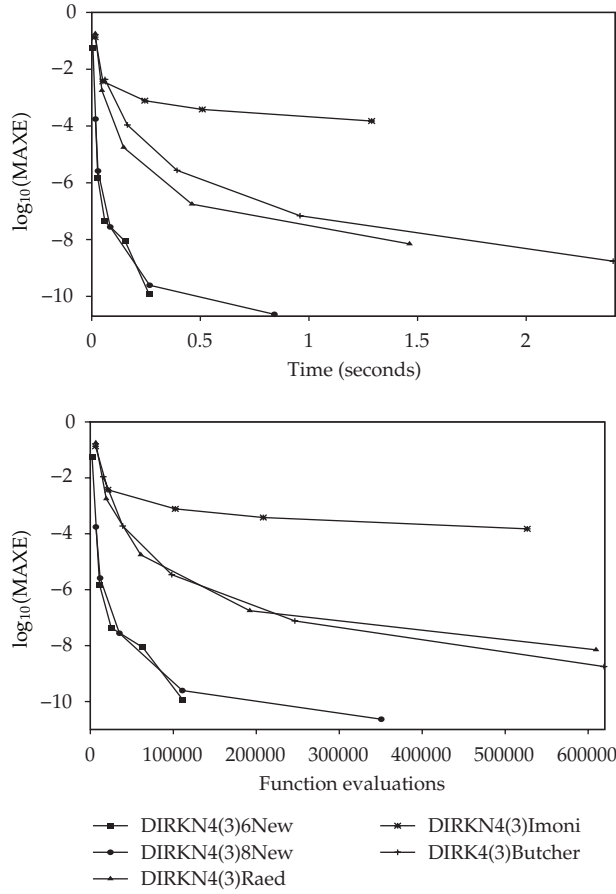 0
−2
−4
−6
−8
−10
log₁₀(MAXE)
0
0.5
1
1.5
2
Time (seconds)
0
−2
−4
−6
−8
−10
log₁₀(MAXE)
0
100000
200000
300000
400000
500000
600000
Function evaluations
DIRKN4(3)6New
DIRKN4(3)8New
DIRKN4(3)Raed
DIRKN4(3)Imoni
DIRK4(3)Butcher